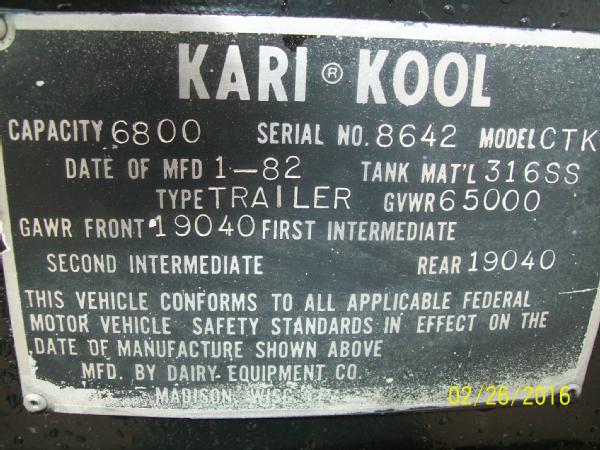 KARI ® KOOL
CAPACITY 6800 SERIAL NO. 8642 MODEL CTK
DATE OF MFD 1-82 TANK MAT'L 316SS
TYPE TRAILER GVWR 65000
GAWR FRONT 19040 FIRST INTERMEDIATE
SECOND INTERMEDIATE REAR 19040
THIS VEHICLE CONFORMS TO ALL APPLICABLE FEDERAL
MOTOR VEHICLE SAFETY STANDARDS IN EFFECT ON THE
DATE OF MANUFACTURE SHOWN ABOVE
MFD. BY DAIRY EQUIPMENT CO.
MADISON, WISC.
02/26/2016